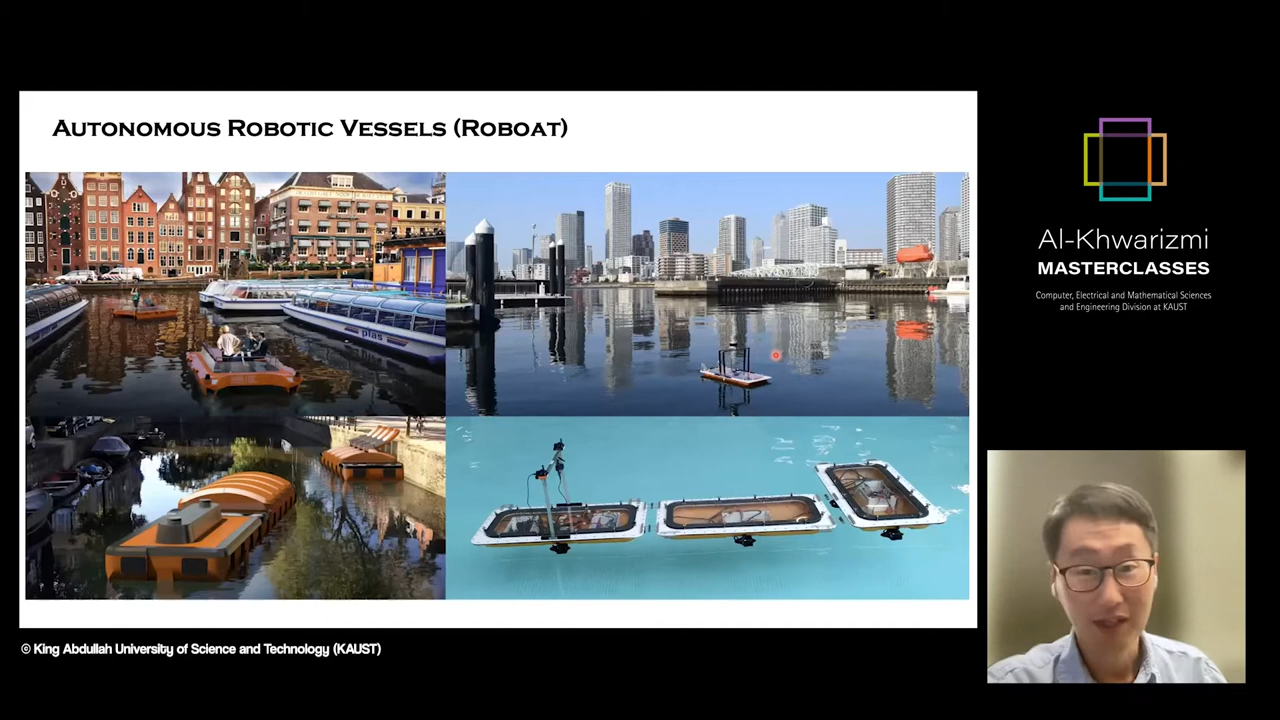 AUTONOMOUS ROBOTIC VESSELS (ROBOAT)
plas
Al-Khwarizmi
MASTERCLASSES
Computer, Electrical and Mathematical Sciences
and Engineering Division at KAUST
© King Abdullah University of Science and Technology (KAUST)